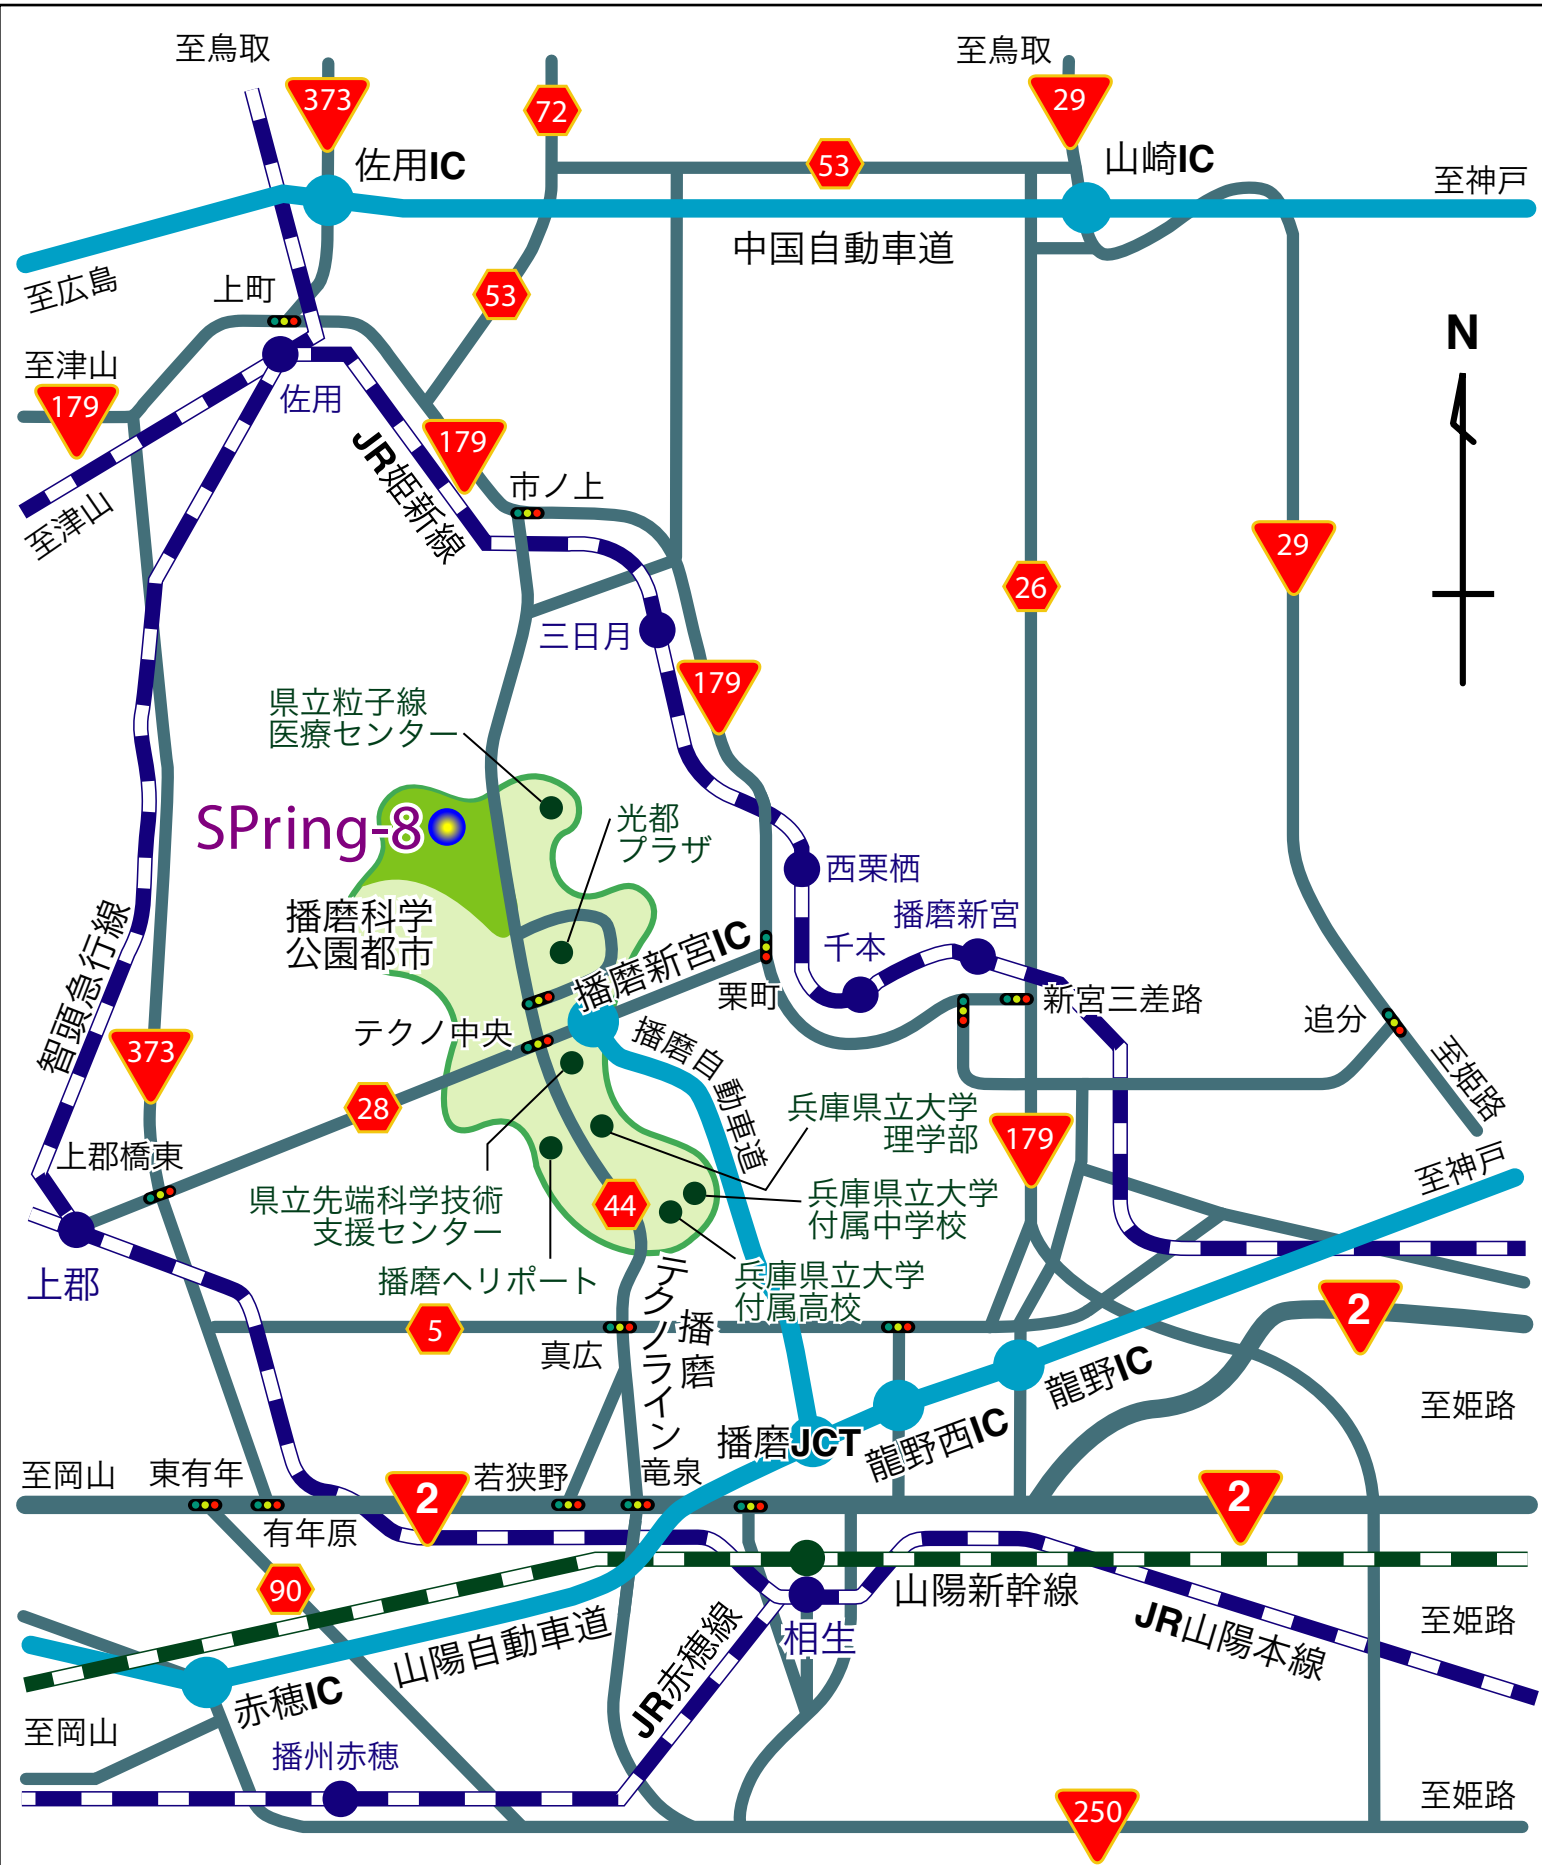 至鳥取
373
72
至鳥取
29
佐用IC
53
山崎IC
至神戸
中国自動車道
至広島
上町
53
N
至津山
179
佐用
179
JR姫新線
市ノ上
至津山
29
26
三日月
179
県立粒子線
医療センター
SPring-8
光都
プラザ
西栗栖
播磨新宮
播磨科学
公園都市
播磨新宮IC
千本
栗町
新宮三差路
追分
智頭急行線
テクノ中央
373
播磨自動車道
至姫路
28
兵庫県立大学
理学部
179
上郡橋東
至神戸
県立先端科学技術
支援センター
44
兵庫県立大学
付属中学校
上郡
播磨ヘリポート
兵庫県立大学
付属高校
播磨
テクノライン
5
真広
2
龍野IC
至姫路
播磨JCT
龍野西IC
至岡山
東有年
2
若狭野
竜泉
2
有年原
90
山陽新幹線
山陽自動車道
JR赤穂線
相生
JR山陽本線
至姫路
赤穂IC
至岡山
播州赤穂
至姫路
250